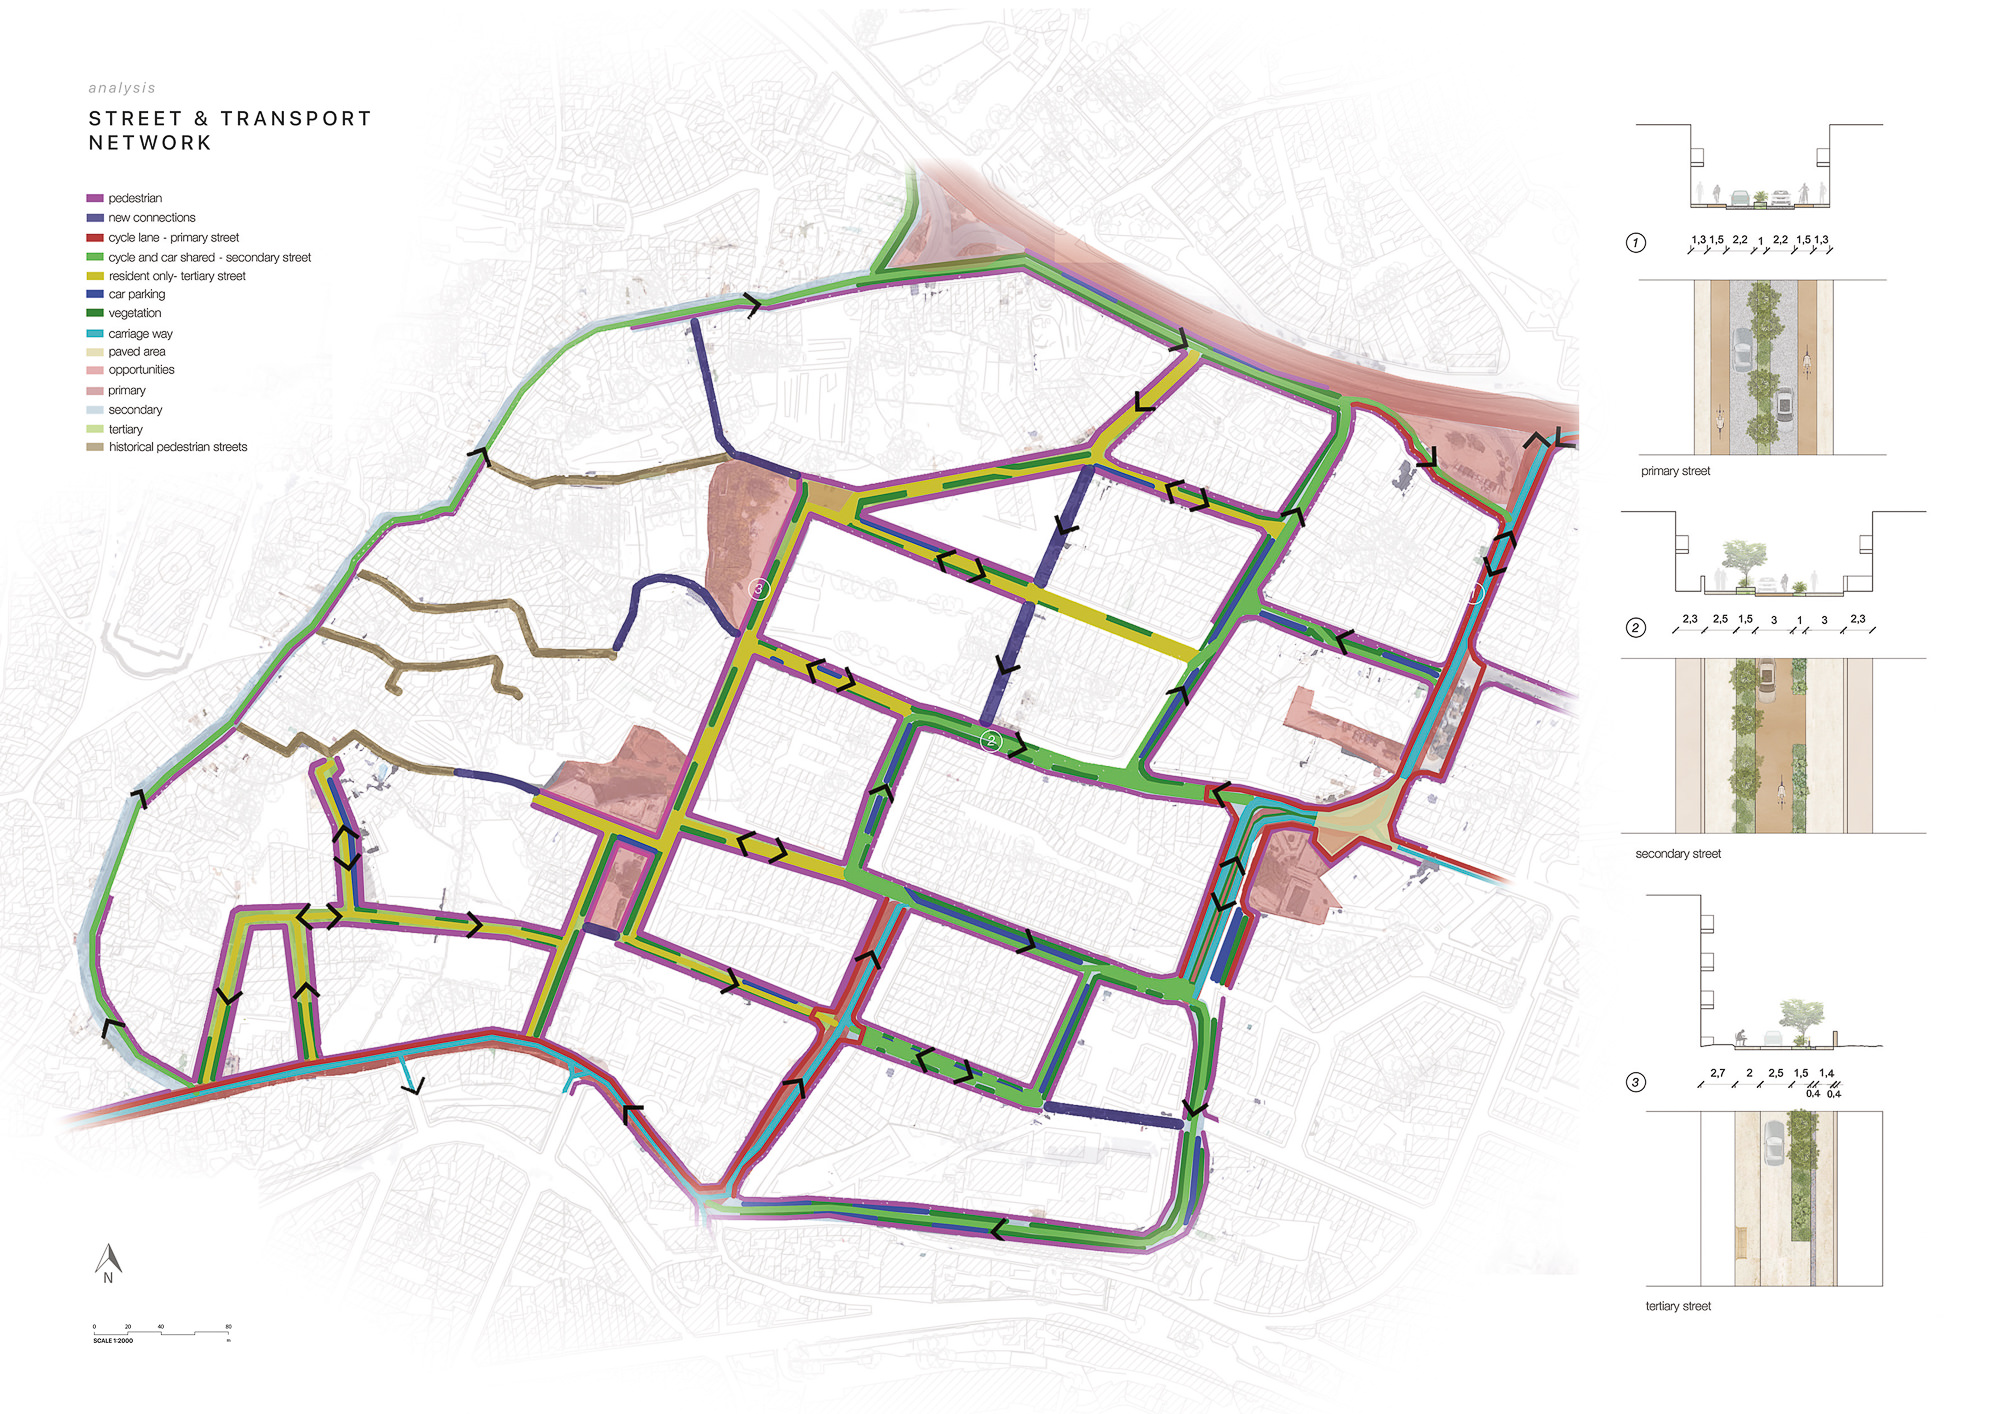 analysis
STREET & TRANSPORT
NETWORK
pedestrian
new connections
cycle lane - primary street
cycle and car shared - secondary street
resident only- tertiary street
car parking
vegetation
carriage way
paved area
opportunities
primary
secondary
tertiary
historical pedestrian streets
3
2
1
N
0 20 40 80
SCALE 1:2000 m
1 1,3 1,5 2,2 1 2,2 1,5 1,3
primary street
2 2,3 2,5 1,5 3 1 3 2,3
secondary street
3 2,7 2 2,5 1,5 1,4
0,4 0,4
tertiary street